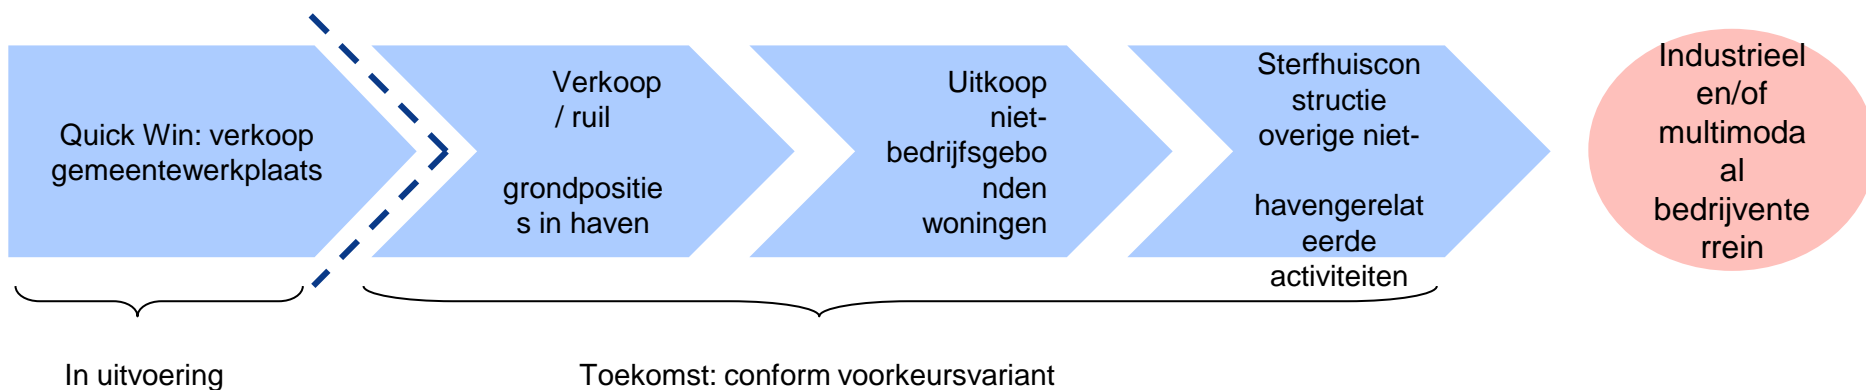 Quick Win: verkoop
gemeentewerkplaats
Verkoop
/ ruil
grondpositie
s in haven
Uitkoop
niet-
bedrijfsgebo
nden
woningen
Sterfhuiscon
structie
overige niet-
havengerelat
eerde
activiteiten
Industrieel
en/of
multimoda
al
bedrijvente
rrein
In uitvoering
Toekomst: conform voorkeursvariant